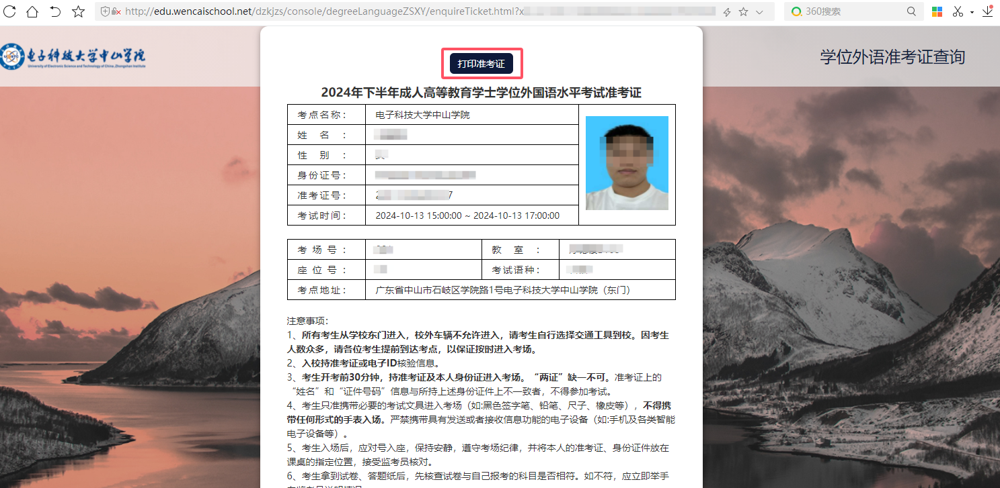 http://edu.wencaischool.net/dzkjzs/console/degreeLanguageZSXY/enquireTicket.html?x
360搜索
电子科技大学中山学院
University of Electronic Science and Technology of China, Zhongshan Institute
学位外语准考证查询
打印准考证
2024年下半年成人高等教育学士学位外国语水平考试准考证
考点名称： 电子科技大学中山学院
姓 名 ：
性 别 ：
身份证号：
准考证号： 2 7
考试时间： 2024-10-13 15:00:00 ~ 2024-10-13 17:00:00
考 场 号 ： 教 室 ：
座 位 号 ： 考试语种：
考点地址： 广东省中山市石岐区学院路1号电子科技大学中山学院（东门）
注意事项：
1、所有考生从学校东门进入，校外车辆不允许进入，请考生自行选择交通工具到校。因考生
人数众多，请各位考生提前到达考点，以保证按时进入考场。
2、入校持准考证或电子ID核验信息。
3、考生开考前30分钟，持准考证及本人身份证进入考场。“两证”缺一不可。准考证上的
“姓名”和“证件号码”信息与所持上述身份证件上不一致者，不得参加考试。
4、考生只准携带必要的考试文具进入考场（如:黑色签字笔、铅笔、尺子、橡皮等），不得携
带任何形式的手表入场。严禁携带具有发送或者接收信息功能的电子设备（如:手机及各类智能
电子设备等）。
5、考生入场后，应对号入座，保持安静，遵守考场纪律，并将本人的准考证、身份证件放在
课桌的指定位置，接受监考员核对。
6、考生拿到试卷、答题纸后，先核查试卷与自己报考的科目是否相符。如不符，应立即举手